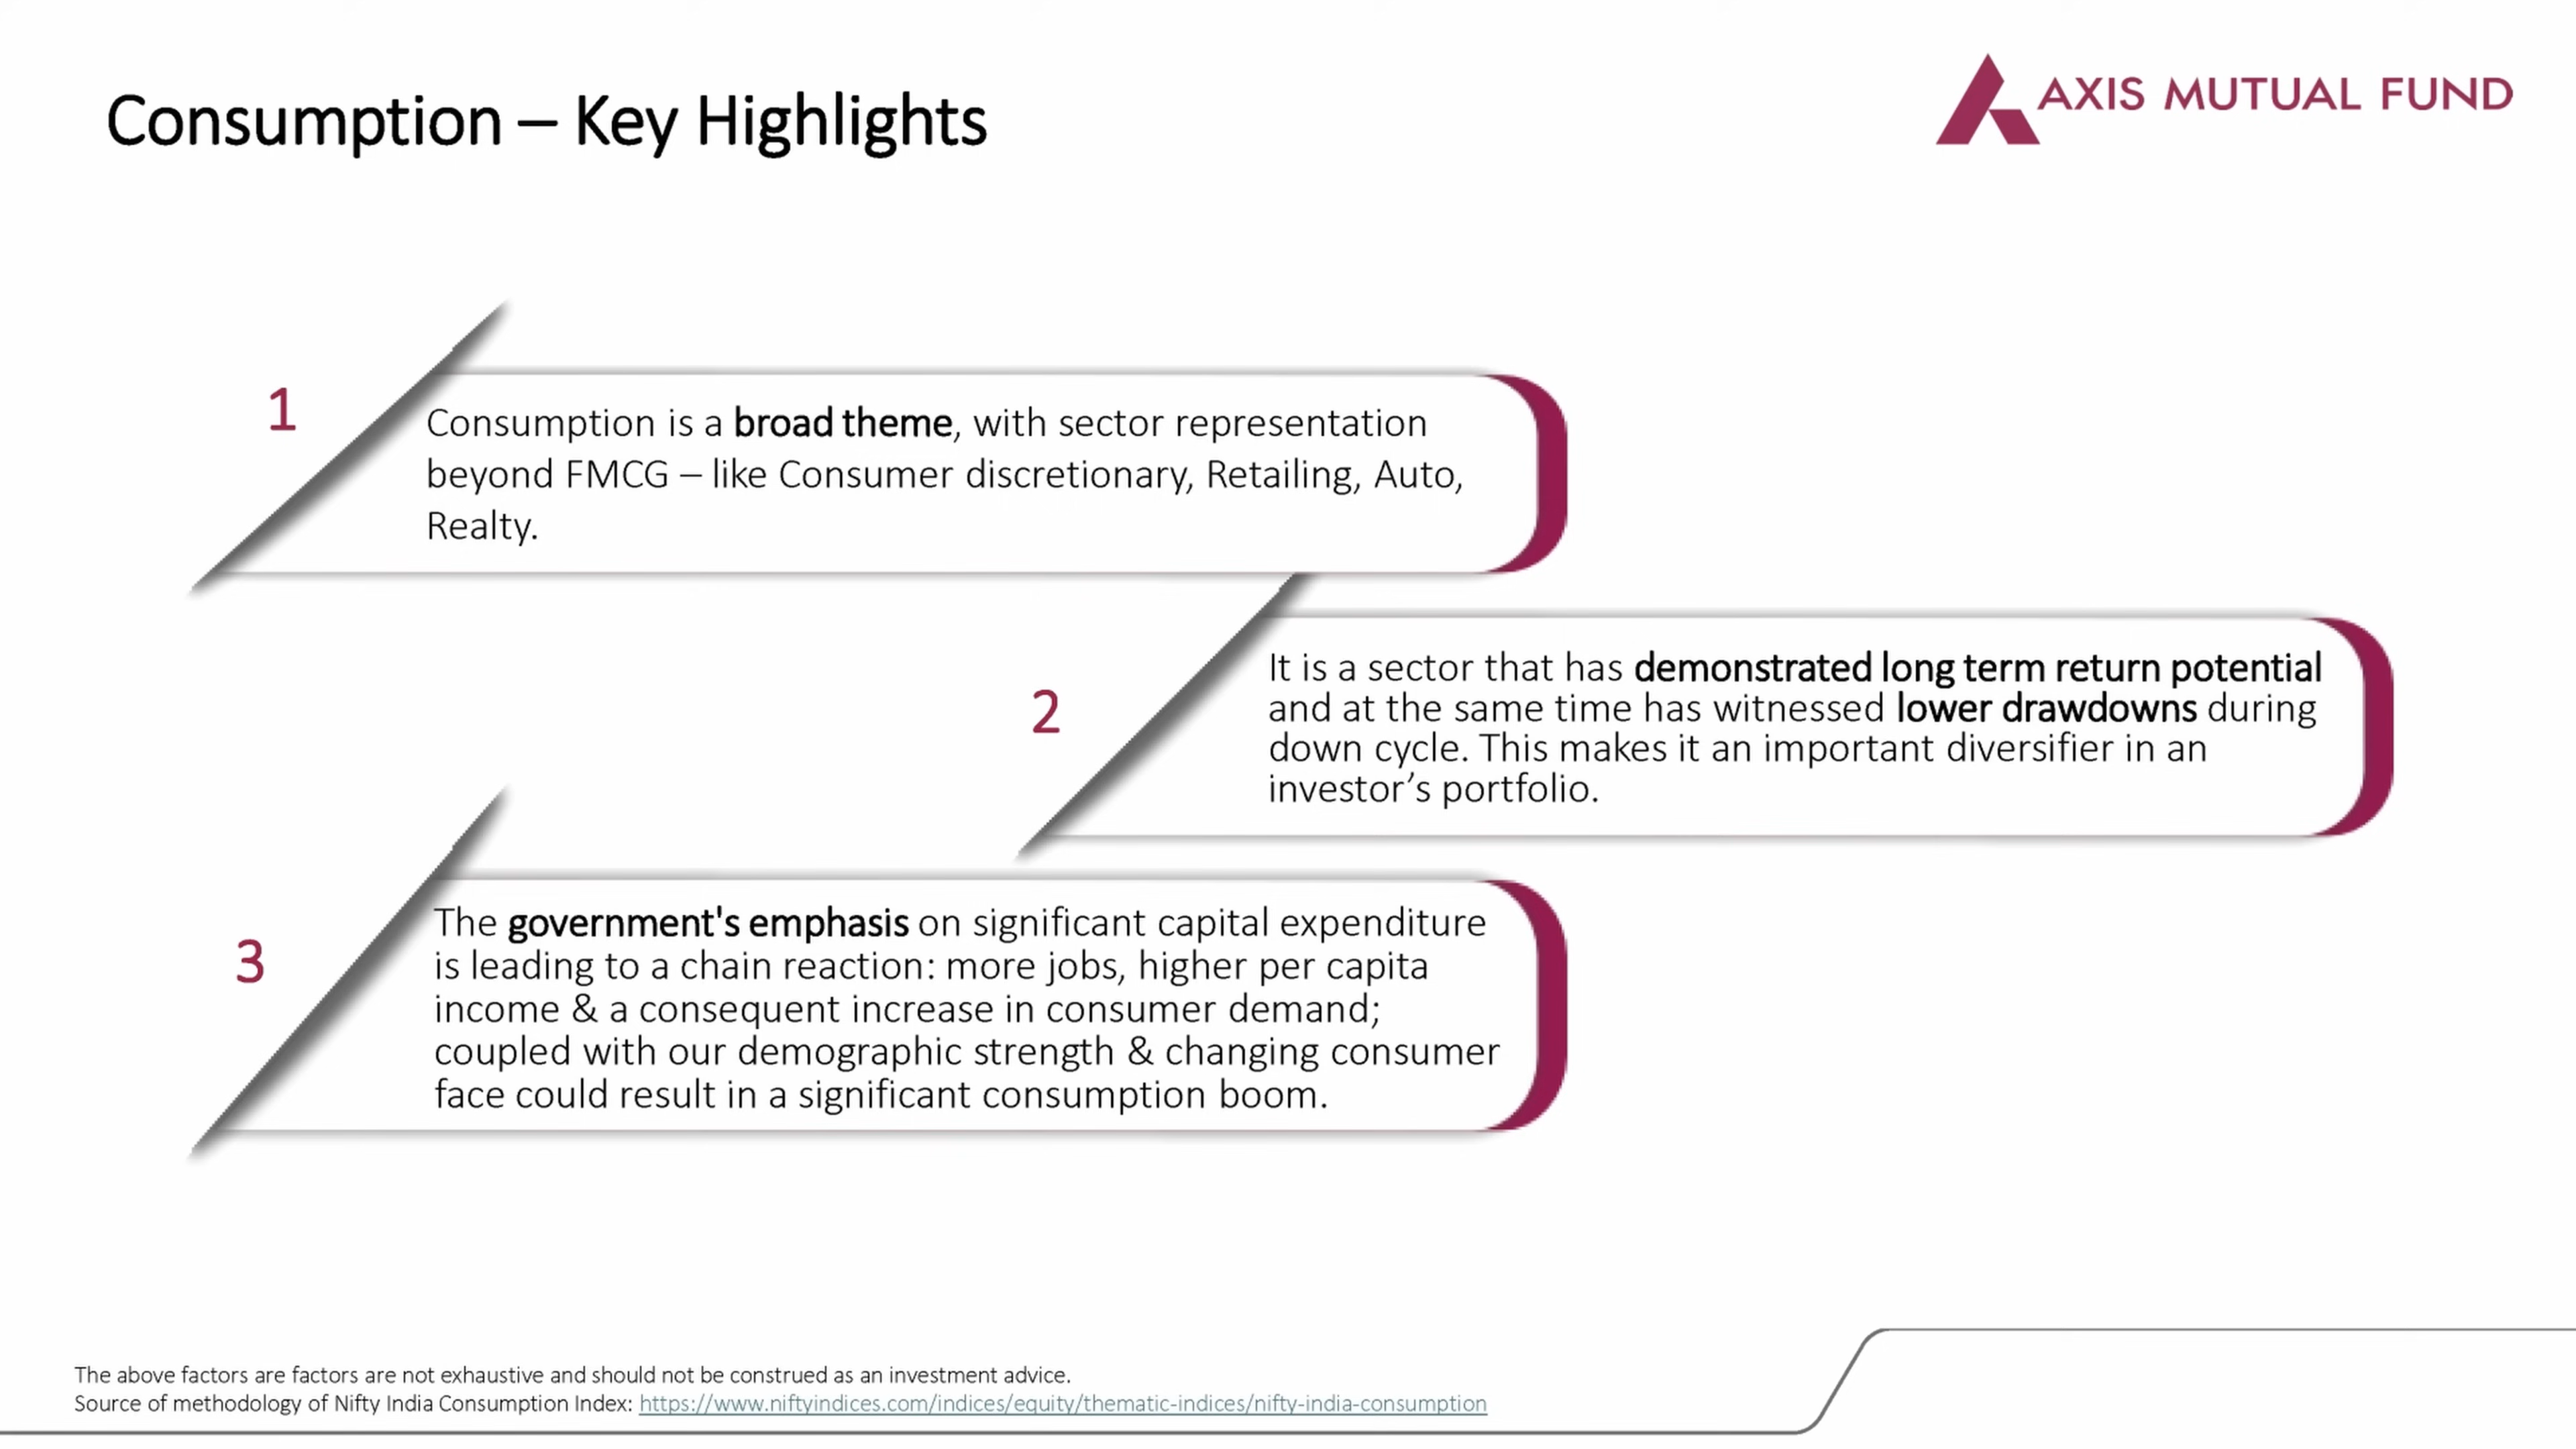 Consumption – Key Highlights
AXIS MUTUAL FUND
1
Consumption is a broad theme, with sector representation
beyond FMCG – like Consumer discretionary, Retailing, Auto,
Realty.
2
It is a sector that has demonstrated long term return potential
and at the same time has witnessed lower drawdowns during
down cycle. This makes it an important diversifier in an
investor’s portfolio.
3
The government's emphasis on significant capital expenditure
is leading to a chain reaction: more jobs, higher per capita
income & a consequent increase in consumer demand;
coupled with our demographic strength & changing consumer
face could result in a significant consumption boom.
The above factors are factors are not exhaustive and should not be construed as an investment advice.
Source of methodology of Nifty India Consumption Index: https://www.niftyindices.com/indices/equity/thematic-indices/nifty-india-consumption